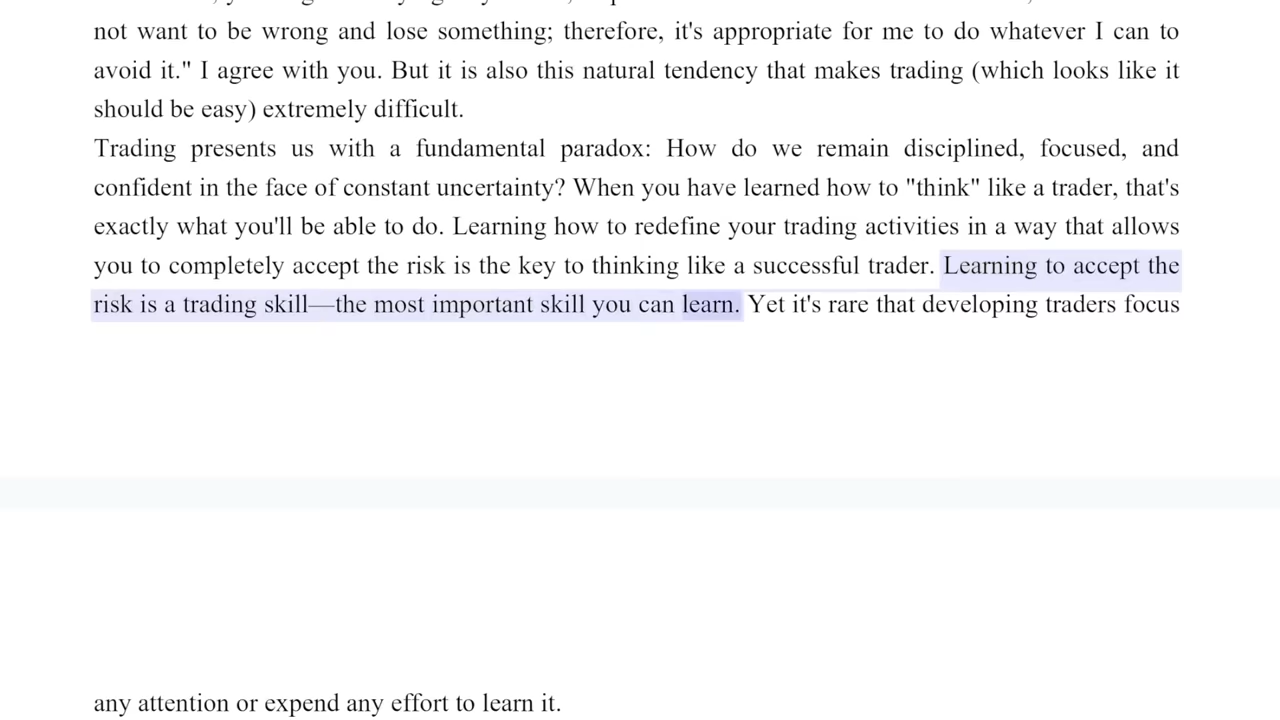 not want to be wrong and lose something; therefore, it's appropriate for me to do whatever I can to
avoid it." I agree with you. But it is also this natural tendency that makes trading (which looks like it
should be easy) extremely difficult.
Trading presents us with a fundamental paradox: How do we remain disciplined, focused, and
confident in the face of constant uncertainty? When you have learned how to "think" like a trader, that's
exactly what you'll be able to do. Learning how to redefine your trading activities in a way that allows
you to completely accept the risk is the key to thinking like a successful trader. Learning to accept the
risk is a trading skill—the most important skill you can learn. Yet it's rare that developing traders focus
any attention or expend any effort to learn it.